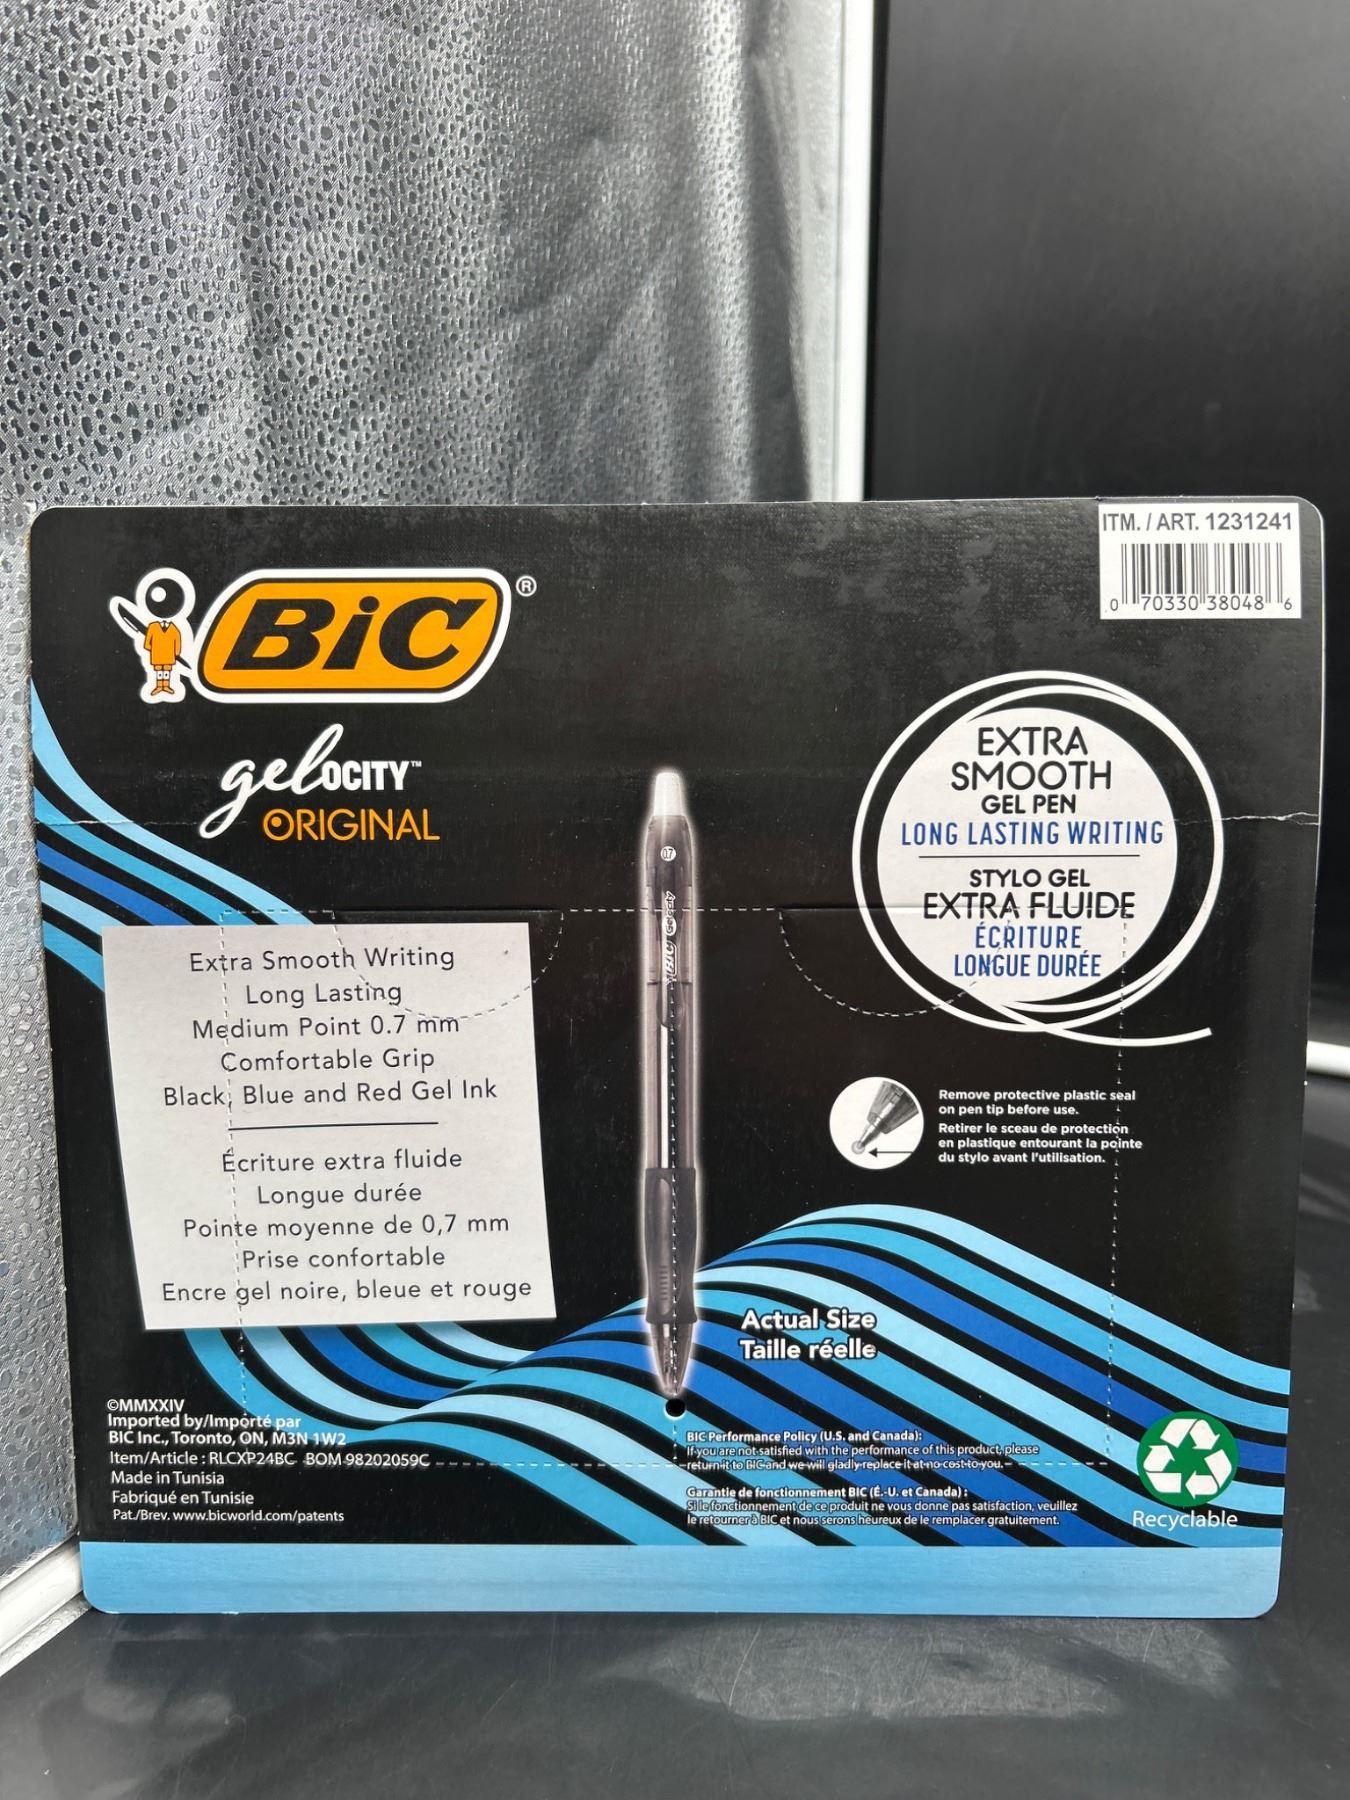 ITM. / ART. 1231241
0 70330 38048 6
BiC®
gelOCITY™
ORIGINAL
EXTRA
SMOOTH
GEL PEN
LONG LASTING WRITING
STYLO GEL
EXTRA FLUIDE
ÉCRITURE
LONGUE DURÉE
0.7
BiC Gelocity
Extra Smooth Writing
Long Lasting
Medium Point 0.7 mm
Comfortable Grip
Black, Blue and Red Gel Ink
Écriture extra fluide
Longue durée
Pointe moyenne de 0,7 mm
Prise confortable
Encre gel noire, bleue et rouge
Remove protective plastic seal
on pen tip before use.
Retirer le sceau de protection
en plastique entourant la pointe
du stylo avant l'utilisation.
Actual Size
Taille réelle
©MMXXIV
Imported by/Importé par
BIC Inc., Toronto, ON, M3N 1W2
Item/Article : RLCXP24BC BOM 98202059C
Made in Tunisia
Fabriqué en Tunisie
Pat./Brev. www.bicworld.com/patents
BIC Performance Policy (U.S. and Canada):
If you are not satisfied with the performance of this product, please
return it to BIC and we will gladly replace it at no cost to you.
Garantie de fonctionnement BIC (É.-U. et Canada) :
Si le fonctionnement de ce produit ne vous donne pas satisfaction, veuillez
le retourner à BIC et nous serons heureux de le remplacer gratuitement.
Recyclable